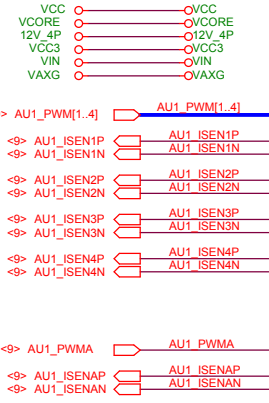 VCC VCC
VCORE VCORE
12V_4P 12V_4P
VCC3 VCC3
VIN VIN
VAXG VAXG
> AU1_PWM[1..4] AU1_PWM[1..4]
<9> AU1_ISEN1P AU1_ISEN1P
<9> AU1_ISEN1N AU1_ISEN1N
<9> AU1_ISEN2P AU1_ISEN2P
<9> AU1_ISEN2N AU1_ISEN2N
<9> AU1_ISEN3P AU1_ISEN3P
<9> AU1_ISEN3N AU1_ISEN3N
<9> AU1_ISEN4P AU1_ISEN4P
<9> AU1_ISEN4N AU1_ISEN4N
<9> AU1_PWMA AU1_PWMA
<9> AU1_ISENAP AU1_ISENAP
<9> AU1_ISENAN AU1_ISENAN